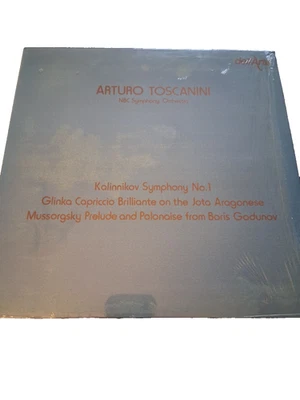 ARTURO TOSCANINI
NBC Symphony Orchestra
Kalinnikov Symphony No.1
Glinka Capriccio Brilliante on the Jota Aragonese
Mussorgsky Prelude and Polonaise from Boris Godunov